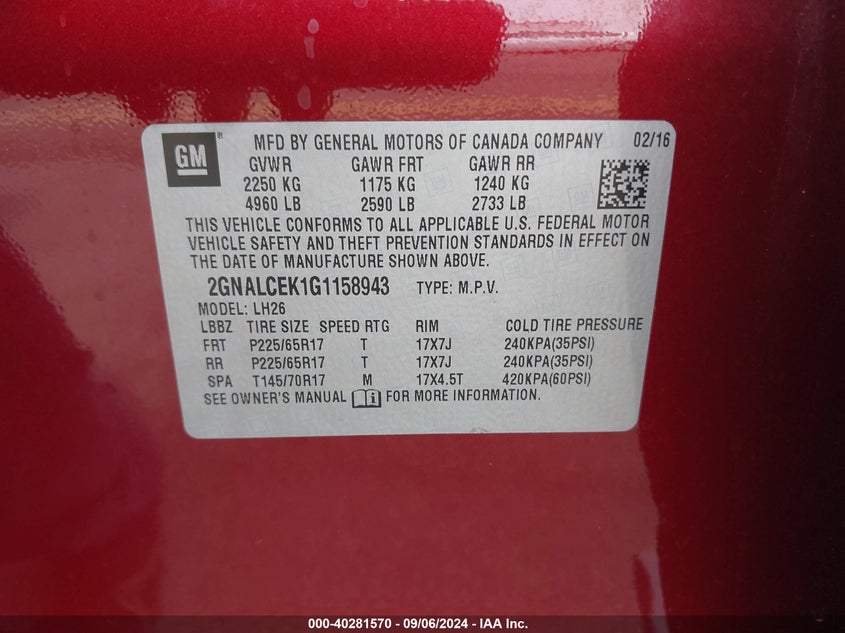 GM ® MFD BY GENERAL MOTORS OF CANADA COMPANY 02/16
GVWR GAWR FRT GAWR RR
2250 KG 1175 KG 1240 KG
4960 LB 2590 LB 2733 LB
THIS VEHICLE CONFORMS TO ALL APPLICABLE U.S. FEDERAL MOTOR
VEHICLE SAFETY AND THEFT PREVENTION STANDARDS IN EFFECT ON
THE DATE OF MANUFACTURE SHOWN ABOVE.
2GNALCEK1G1158943 TYPE: M.P.V.
MODEL: LH26
LBBZ TIRE SIZE SPEED RTG RIM COLD TIRE PRESSURE
FRT P225/65R17 T 17X7J 240KPA(35PSI)
RR P225/65R17 T 17X7J 240KPA(35PSI)
SPA T145/70R17 M 17X4.5T 420KPA(60PSI)
SEE OWNER'S MANUAL i FOR MORE INFORMATION.
000-40281570 - 09/06/2024 - IAA Inc.